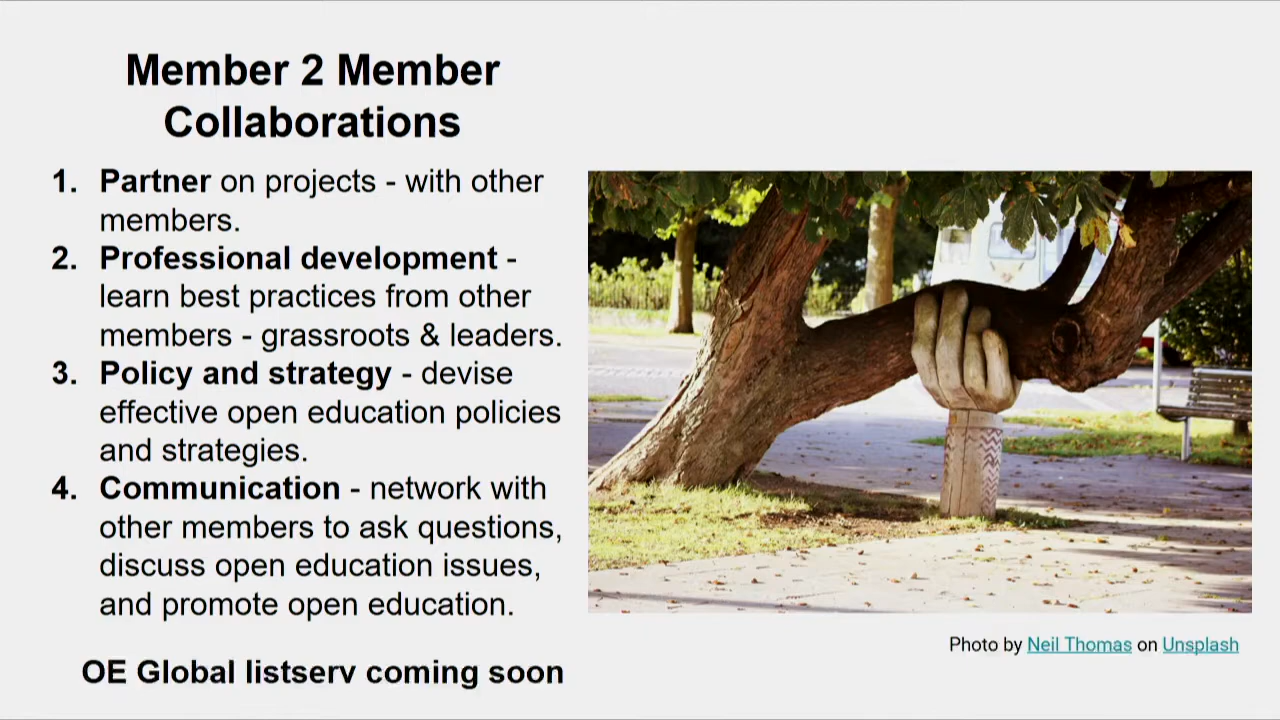 Member 2 Member
Collaborations
1. Partner on projects - with other
members.
2. Professional development -
learn best practices from other
members - grassroots & leaders.
3. Policy and strategy - devise
effective open education policies
and strategies.
4. Communication - network with
other members to ask questions,
discuss open education issues,
and promote open education.
OE Global listserv coming soon
Photo by Neil Thomas on Unsplash